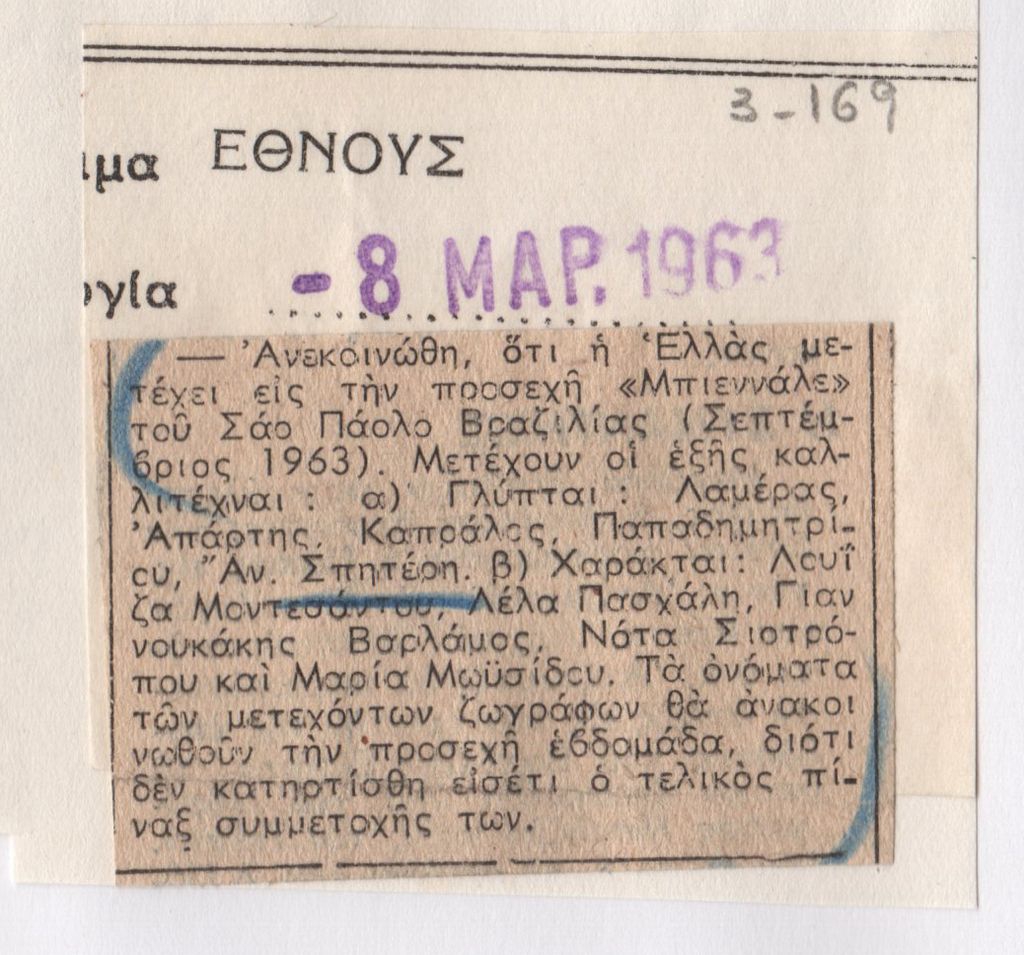 3-169
ιμα ΕΘΝΟΥΣ
-8 ΜΑΡ. 1963
ργία
— Ἀνεκοινώθη, ὅτι ἡ Ἑλλὰς με-
τέχει εἰς τὴν προσεχῆ «Μπιεννάλε»
τοῦ Σάο Πάολο Βραζιλίας (Σεπτέμ-
βριος 1963). Μετέχουν οἱ ἑξῆς καλ-
λιτέχναι : α) Γλύπται : Λαμέρας,
Ἀπάρτης, Καπράλος, Παπαδημητρί-
ου, Ἄν. Σπητέρη. β) Χαράκται: Λουΐ
ζα Μοντεσάντου, Λέλα Πασχάλη, Γιαν
νουκάκης Βαρλάμος, Νότα Σιοτρό-
που καὶ Μαρία Μωϋσίδου. Τὰ ὀνόματα
τῶν μετεχόντων ζωγράφων θὰ ἀνακοι
νωθοῦν τὴν προσεχῆ ἑβδομάδα, διότι
δὲν κατηρτίσθη εἰσέτι ὁ τελικὸς πί-
ναξ συμμετοχῆς των.